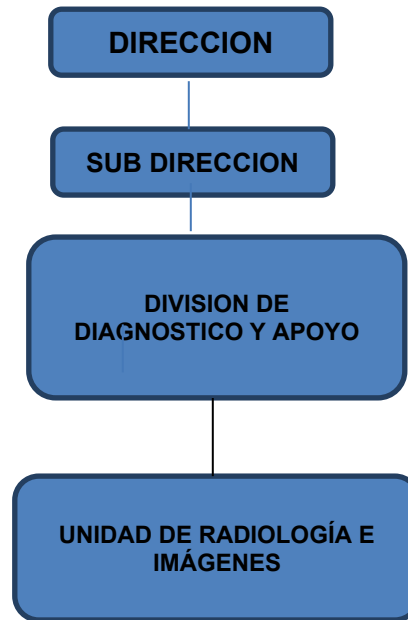 DIRECCION
SUB DIRECCION
DIVISION DE
DIAGNOSTICO Y APOYO
UNIDAD DE RADIOLOGÍA E
IMÁGENES